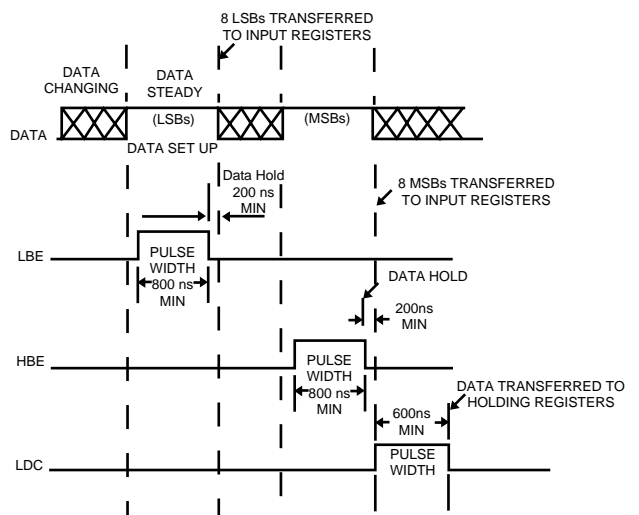 8 LSBs TRANSFERRED
TO INPUT REGISTERS
DATA
CHANGING
DATA
STEADY
(LSBs)
(MSBs)
DATA
DATA SET UP
Data Hold
200 ns
MIN
8 MSBs TRANSFERRED
TO INPUT REGISTERS
LBE
PULSE
WIDTH
800 ns
MIN
DATA HOLD
200ns
MIN
HBE
PULSE
WIDTH
800 ns
MIN
DATA TRANSFERRED TO
HOLDING REGISTERS
600ns
MIN
LDC
PULSE
WIDTH